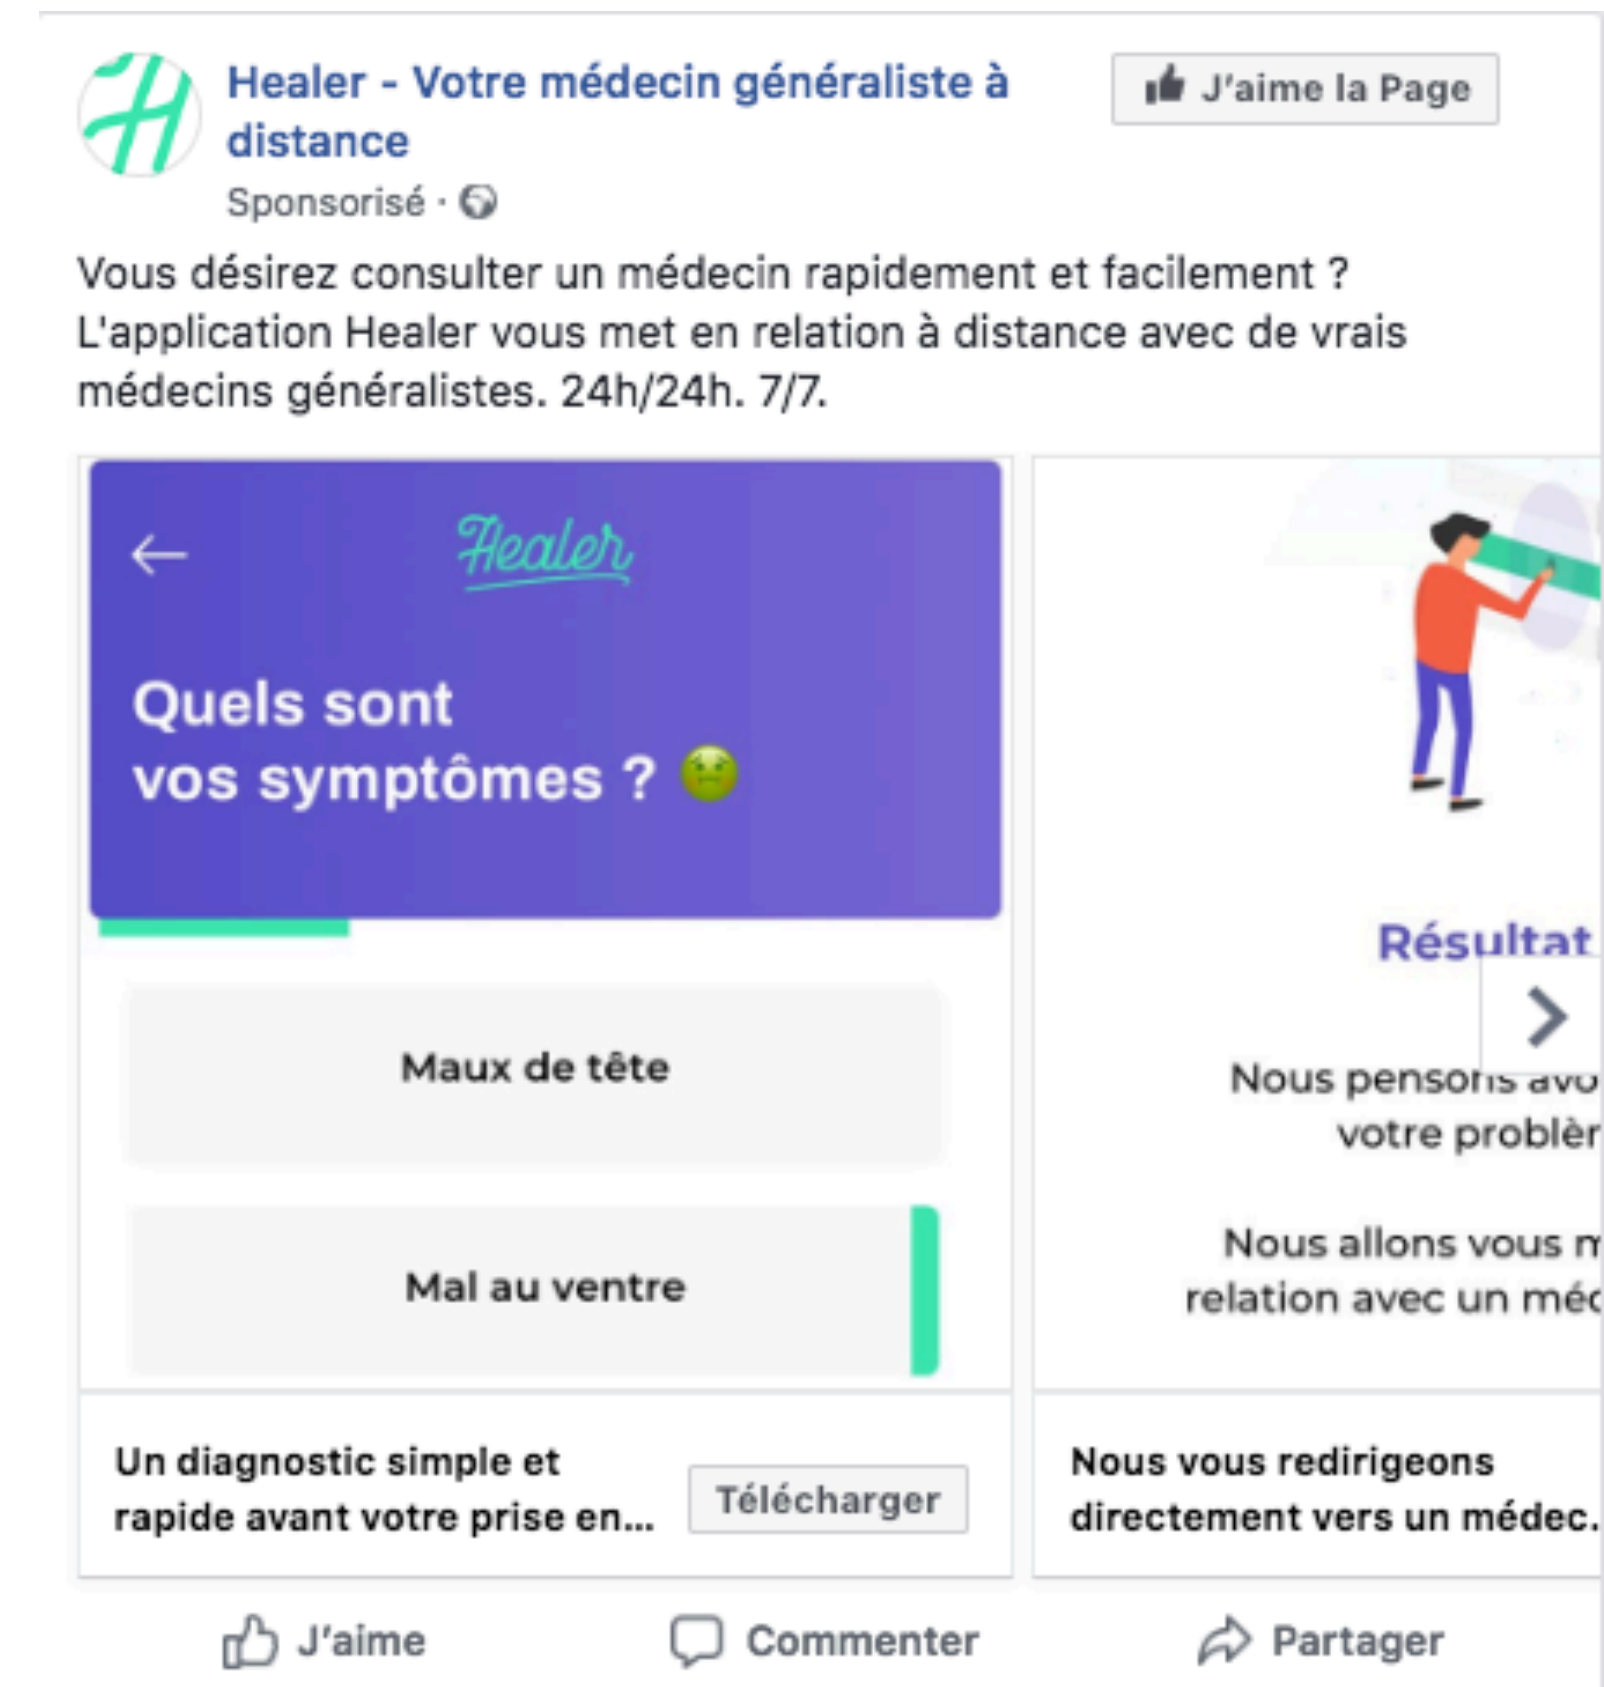 Healer - Votre médecin généraliste à
distance
J'aime la Page
Sponsorisé ·
Vous désirez consulter un médecin rapidement et facilement ?
L'application Healer vous met en relation à distance avec de vrais
médecins généralistes. 24h/24h. 7/7.
Healer
Quels sont
vos symptômes ?
Maux de tête
Mal au ventre
Un diagnostic simple et
rapide avant votre prise en...
Télécharger
Résultat
Nous pensons
votre
Nous allons vous
relation avec un
Nous vous redirigeons
directement vers un médec.
J'aime
Commenter
Partager